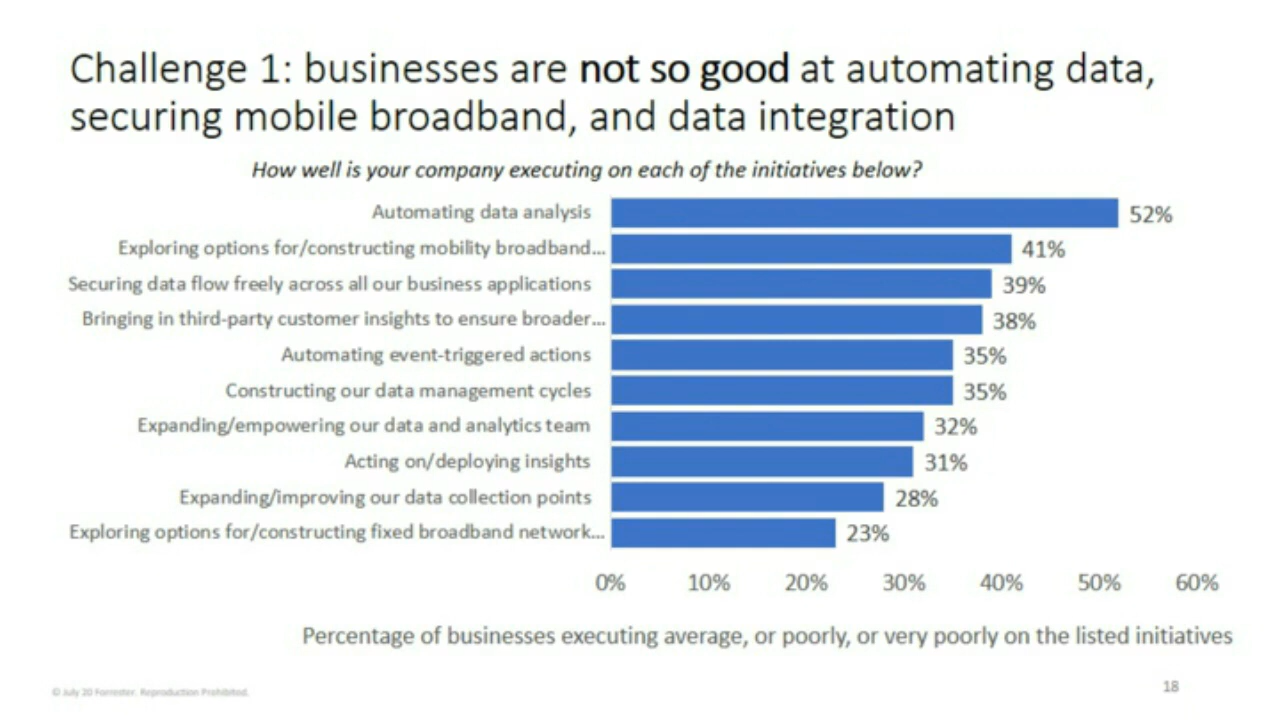 Challenge 1: businesses are not so good at automating data,
securing mobile broadband, and data integration
How well is your company executing on each of the initiatives below?
Automating data analysis 52%
Exploring options for/constructing mobility broadband... 41%
Securing data flow freely across all our business applications 39%
Bringing in third-party customer insights to ensure broader... 38%
Automating event-triggered actions 35%
Constructing our data management cycles 35%
Expanding/empowering our data and analytics team 32%
Acting on/deploying insights 31%
Expanding/improving our data collection points 28%
Exploring options for/constructing fixed broadband network... 23%
0% 10% 20% 30% 40% 50% 60%
Percentage of businesses executing average, or poorly, or very poorly on the listed initiatives
© July 20 Forrester. Reproduction Prohibited.
18